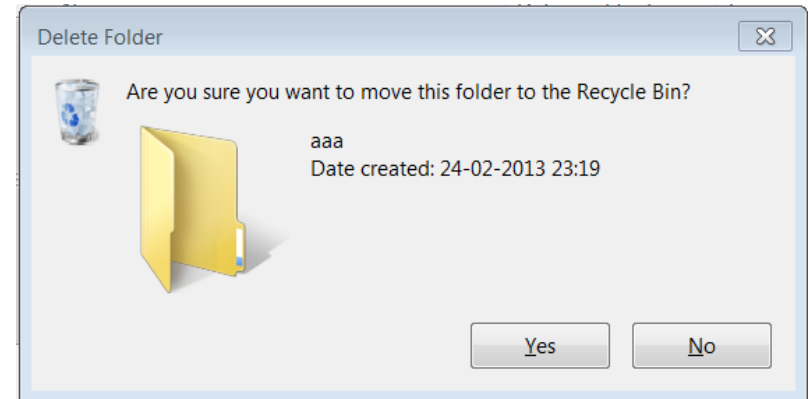 Delete Folder
Are you sure you want to move this folder to the Recycle Bin?
aaa
Date created: 24-02-2013 23:19
Yes
No